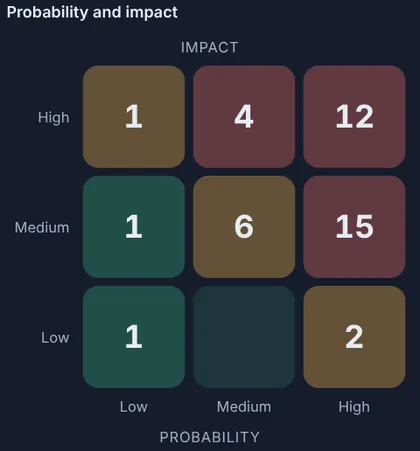 Probability and impact
IMPACT
High 1 4 12
Medium 1 6 15
Low 1 2
Low Medium High
PROBABILITY